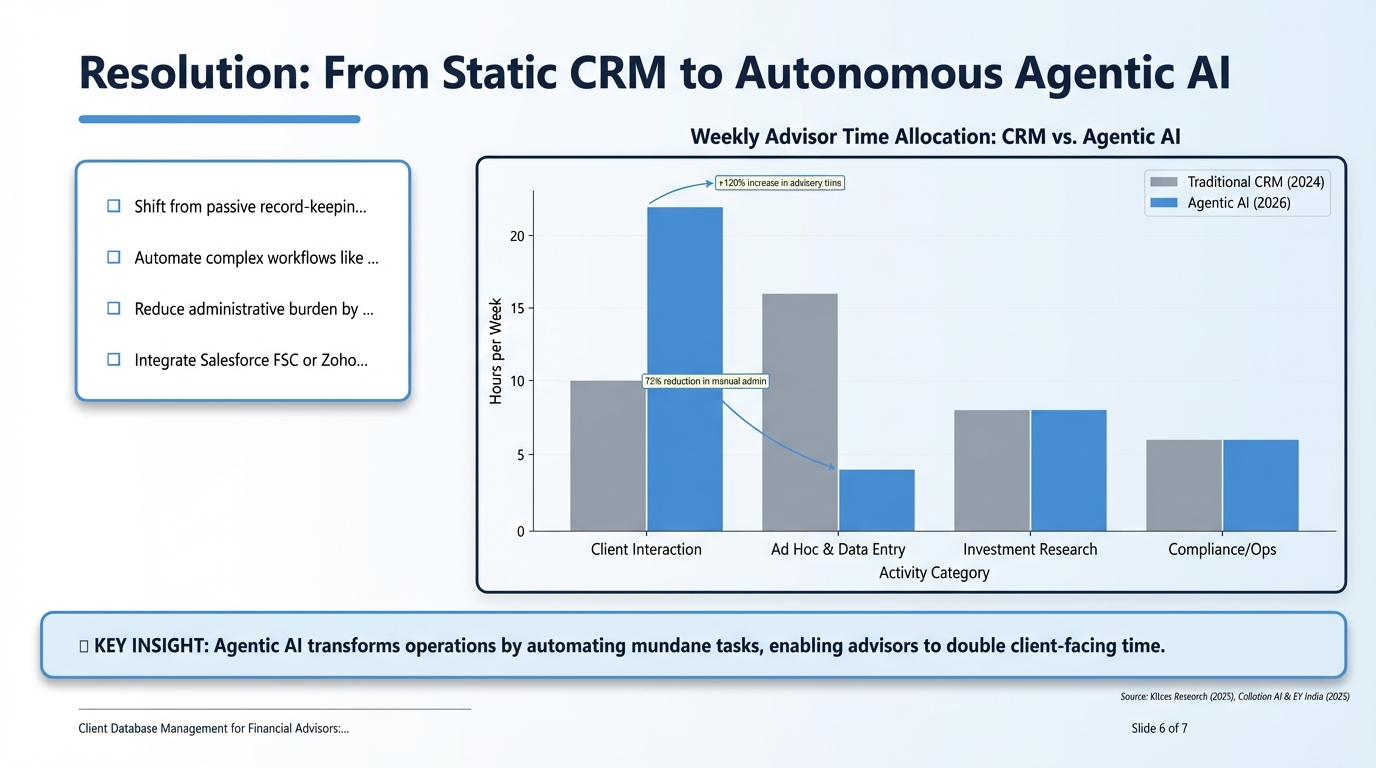 Resolution: From Static CRM to Autonomous Agentic AI
☐ Shift from passive record-keepin...
☐ Automate complex workflows like ...
☐ Reduce administrative burden by ...
☐ Integrate Salesforce FSC or Zoho...
Weekly Advisor Time Allocation: CRM vs. Agentic AI
+120% increase in advisery tiins
Traditional CRM (2024)
Agentic AI (2026)
Hours per Week
20
15
10
5
0
72% reduction in manual admin
Client Interaction
Ad Hoc & Data Entry
Investment Research
Compliance/Ops
Activity Category
KEY INSIGHT: Agentic AI transforms operations by automating mundane tasks, enabling advisors to double client-facing time.
Source: KItces Research (2025), Collotion AI & EY India (2025)
Client Database Management for Financial Advisors:...
Slide 6 of 7